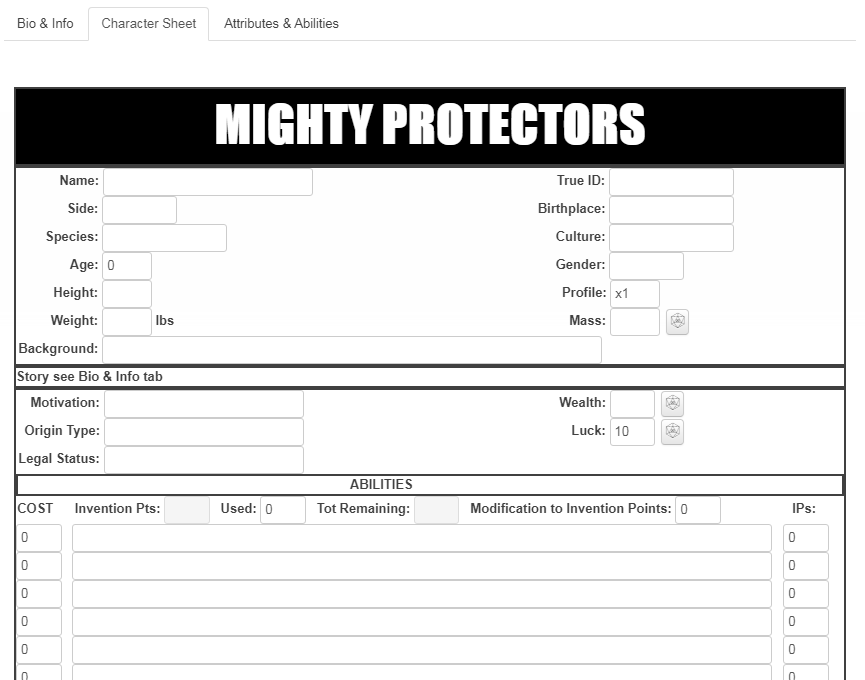 Bio & Info Character Sheet Attributes & Abilities
MIGHTY PROTECTORS
Name: True ID:
Side: Birthplace:
Species: Culture:
Age: 0 Gender:
Height: Profile: x1
Weight: lbs Mass:
Background:
Story see Bio & Info tab
Motivation: Wealth:
Origin Type: Luck: 10
Legal Status:
ABILITIES
COST Invention Pts: Used: 0 Tot Remaining: Modification to Invention Points: 0 IPs:
0 0
0 0
0 0
0 0
0 0
0 0